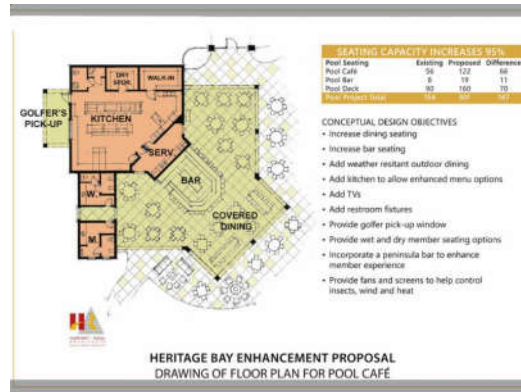 SEATING CAPACITY INCREASES 95%
Pool Seating Existing Proposed Difference
Pool Café 56 122 66
Pool Bar 8 19 11
Pool Deck 90 160 70
Pool Project Total
CONCEPTUAL DESIGN OBJECTIVES
• Increase dining seating
• Increase bar seating
• Add weather resitant outdoor dining
• Add kitchen to allow enhanced menu options
• Add TVs
• Add restroom fixtures
• Provide golfer pick-up window
• Provide wet and dry member seating options
• Incorporate a peninsula bar to enhance
member experience
• Provide fans and screens to help control
insects, wind and heat
DRY
STOR.
WALK-IN
GOLFER'S
PICK-UP
KITCHEN
SERV.
BAR
W.
COVERED
DINING
M.
HERITAGE BAY ENHANCEMENT PROPOSAL
DRAWING OF FLOOR PLAN FOR POOL CAFÉ